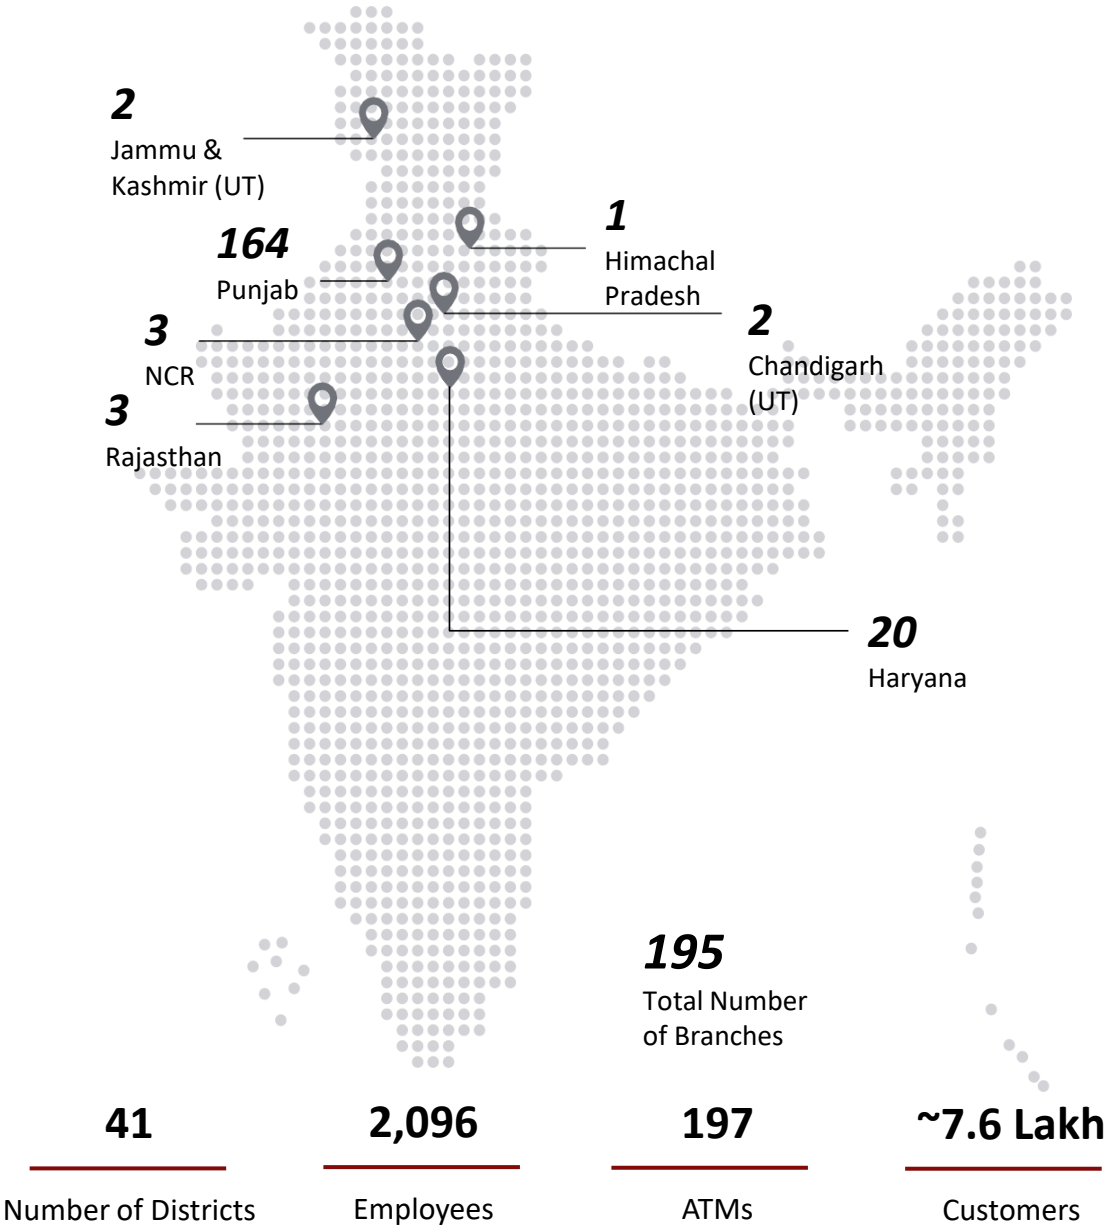 2
Jammu &
Kashmir (UT)
164
Punjab
1
Himachal
Pradesh
3
NCR
2
Chandigarh
(UT)
3
Rajasthan
20
Haryana
195
Total Number
of Branches
41
Number of Districts
2,096
Employees
197
ATMs
~7.6 Lakh
Customers